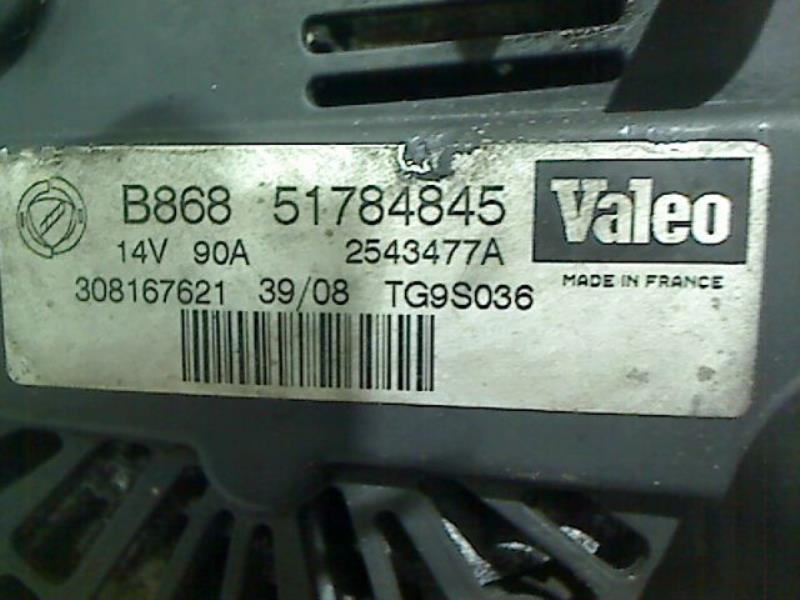 B868 51784845
14V 90A 2543477A
308167621 39/08 TG9S036
Valeo
MADE IN FRANCE